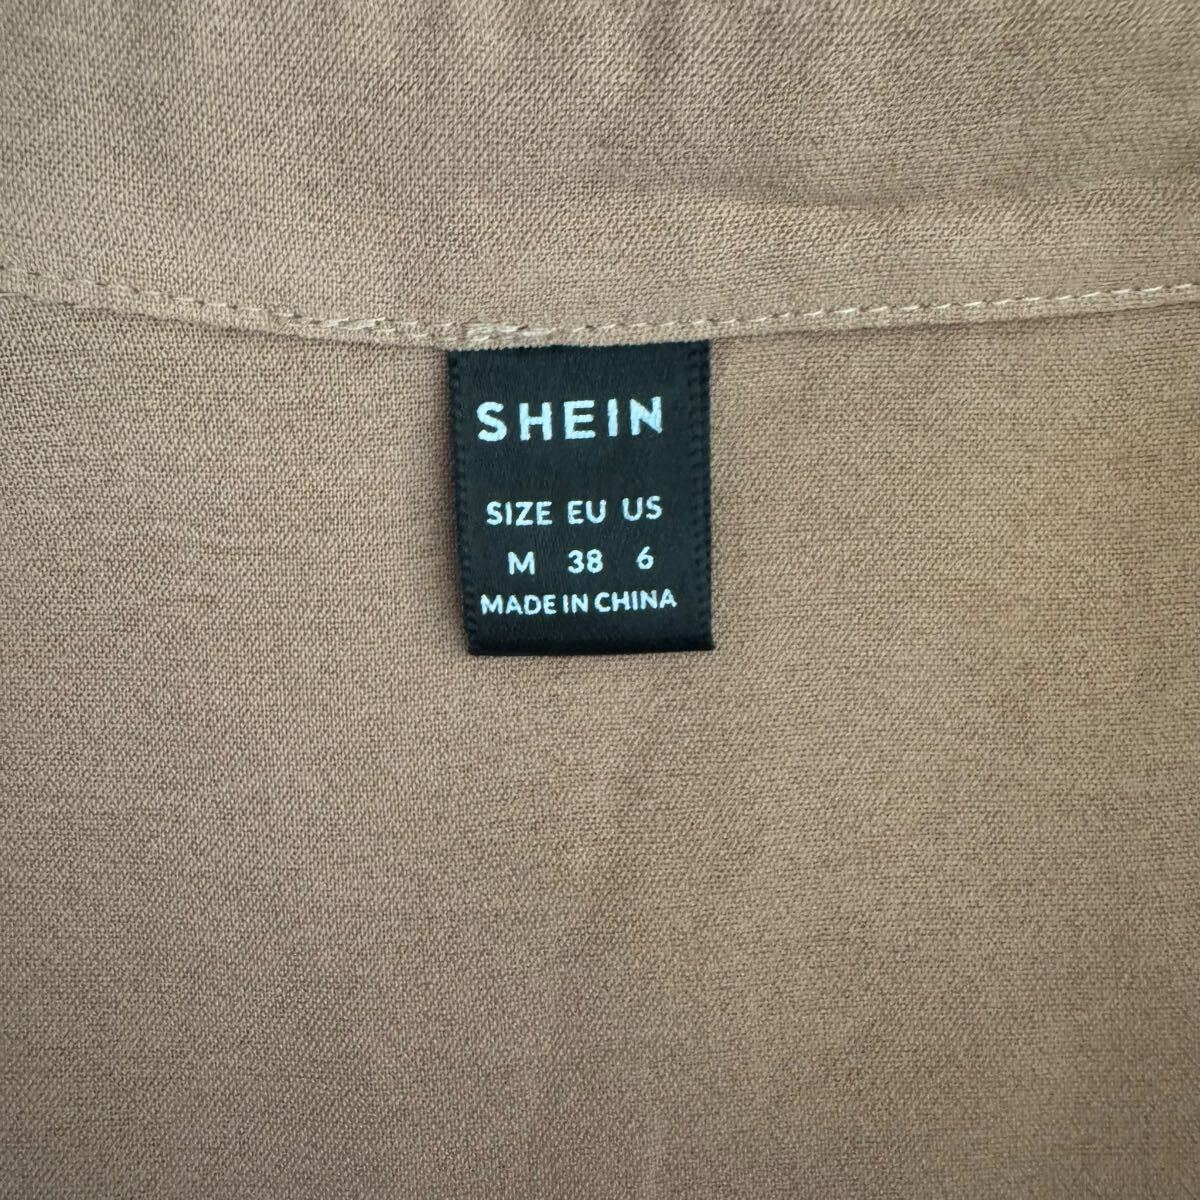 SHEIN
SIZE EU US
M 38 6
MADE IN CHINA